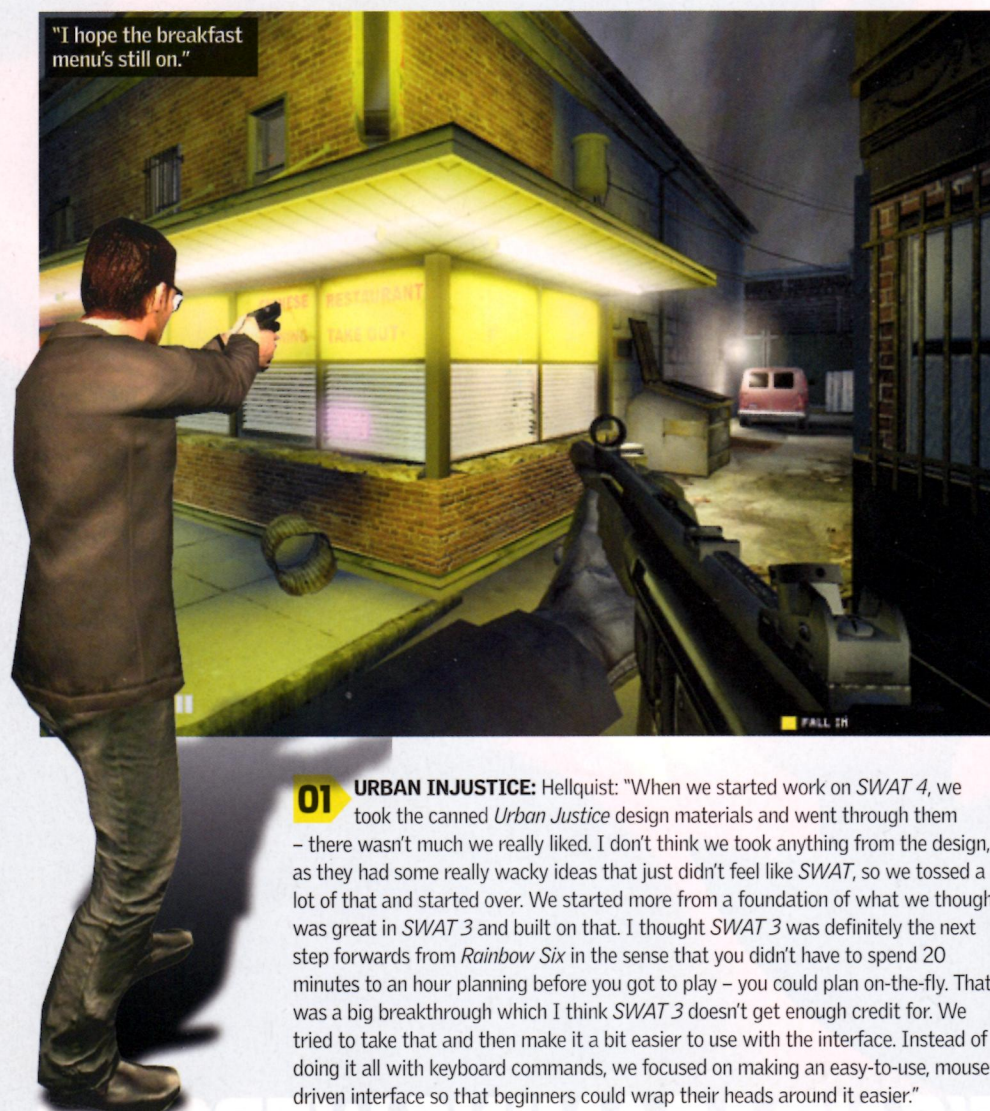 "I hope the breakfast
menu's still on."
RESTAURANT
TAKE OUT
FALL IN
01 URBAN INJUSTICE: Hellquist: "When we started work on SWAT 4, we
took the canned Urban Justice design materials and went through them
– there wasn't much we really liked. I don't think we took anything from the design,
as they had some really wacky ideas that just didn't feel like SWAT, so we tossed a
lot of that and started over. We started more from a foundation of what we though
was great in SWAT 3 and built on that. I thought SWAT 3 was definitely the next
step forwards from Rainbow Six in the sense that you didn't have to spend 20
minutes to an hour planning before you got to play – you could plan on-the-fly. That
was a big breakthrough which I think SWAT 3 doesn't get enough credit for. We
tried to take that and then make it a bit easier to use with the interface. Instead of
doing it all with keyboard commands, we focused on making an easy-to-use, mouse
driven interface so that beginners could wrap their heads around it easier."